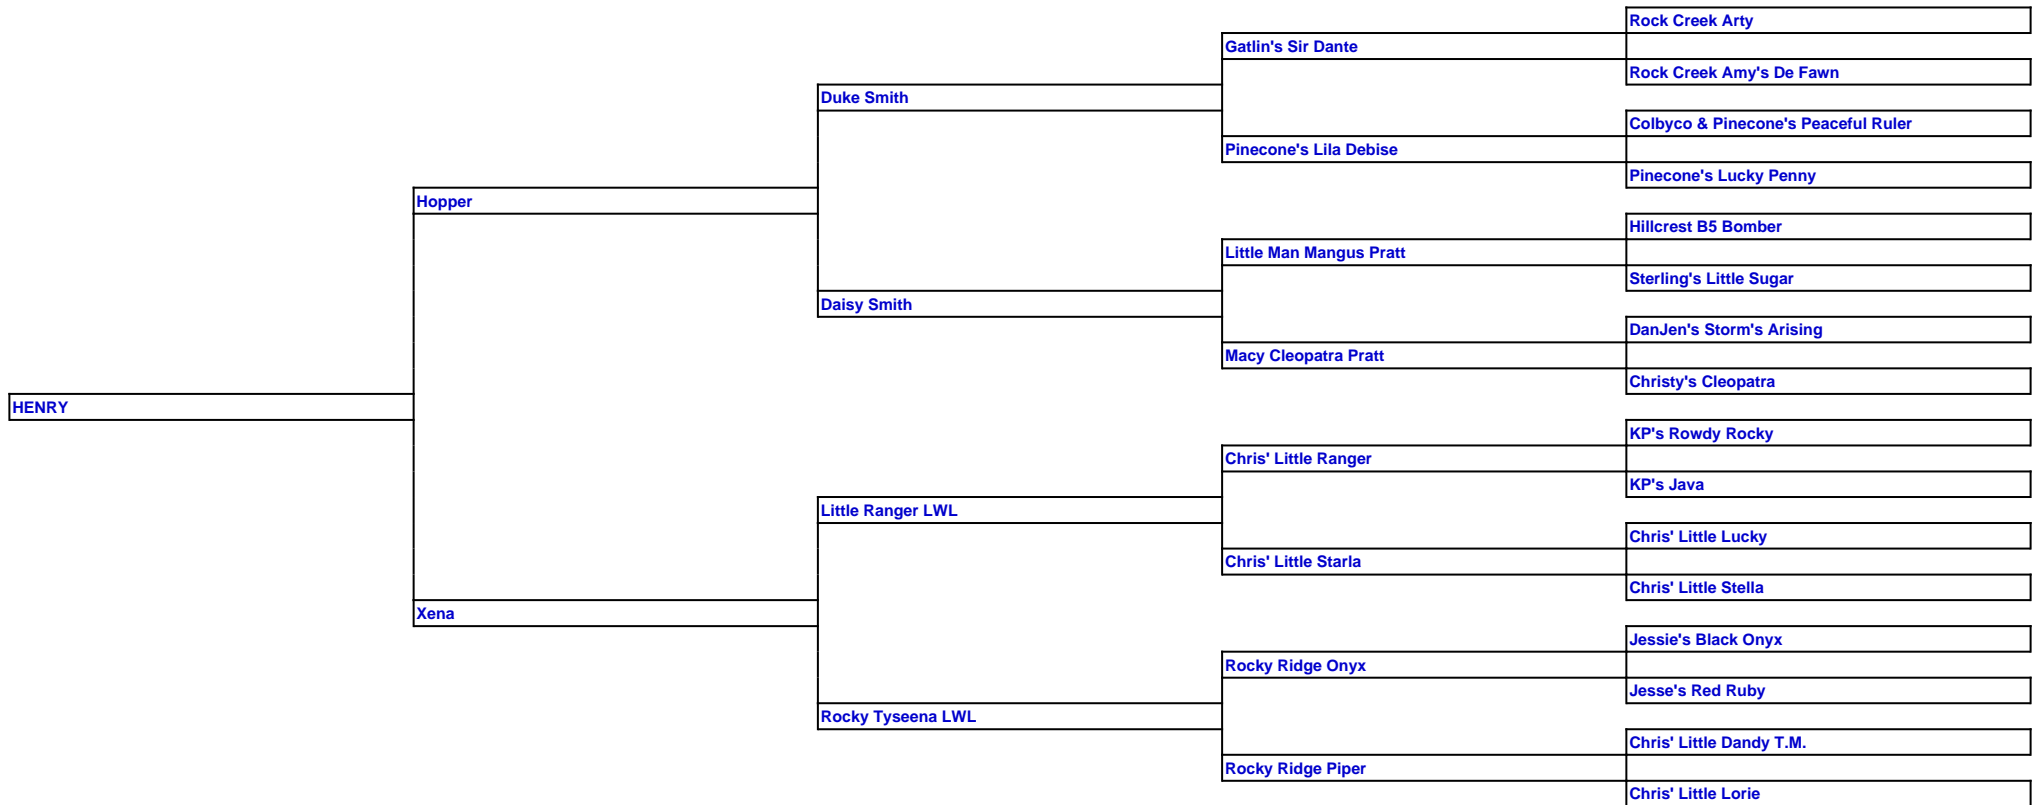 Rock Creek Arty
Gatlin's Sir Dante
Rock Creek Amy's De Fawn
Duke Smith
Colbyco & Pinecone's Peaceful Ruler
Pinecone's Lila Debise
Pinecone's Lucky Penny
Hopper
Hillcrest B5 Bomber
Little Man Mangus Pratt
Sterling's Little Sugar
Daisy Smith
DanJen's Storm's Arising
Macy Cleopatra Pratt
Christy's Cleopatra
HENRY
KP's Rowdy Rocky
Chris' Little Ranger
KP's Java
Little Ranger LWL
Chris' Little Lucky
Chris' Little Starla
Chris' Little Stella
Xena
Jessie's Black Onyx
Rocky Ridge Onyx
Jesse's Red Ruby
Rocky Tyseena LWL
Chris' Little Dandy T.M.
Rocky Ridge Piper
Chris' Little Lorie